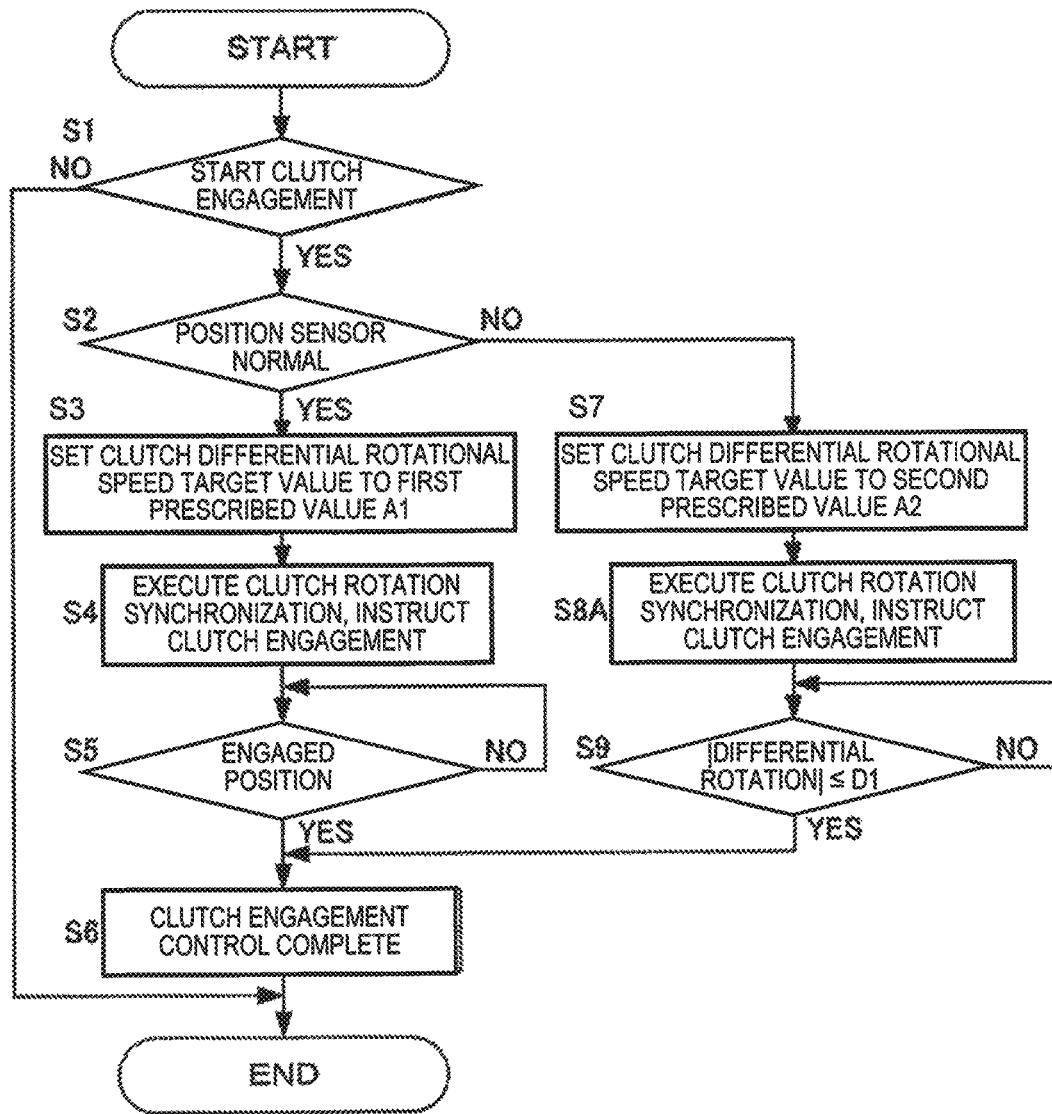 START
S1
NO
START CLUTCH
ENGAGEMENT
YES
S2
POSITION SENSOR
NORMAL
NO
YES
S3
SET CLUTCH DIFFERENTIAL ROTATIONAL
SPEED TARGET VALUE TO FIRST
PRESCRIBED VALUE A1
S7
SET CLUTCH DIFFERENTIAL ROTATIONAL
SPEED TARGET VALUE TO SECOND
PRESCRIBED VALUE A2
S4
EXECUTE CLUTCH ROTATION
SYNCHRONIZATION, INSTRUCT
CLUTCH ENGAGEMENT
S8A
EXECUTE CLUTCH ROTATION
SYNCHRONIZATION, INSTRUCT
CLUTCH ENGAGEMENT
S5
ENGAGED
POSITION
NO
YES
S9
|DIFFERENTIAL
ROTATION| ≤ D1
NO
YES
S6
CLUTCH ENGAGEMENT
CONTROL COMPLETE
END